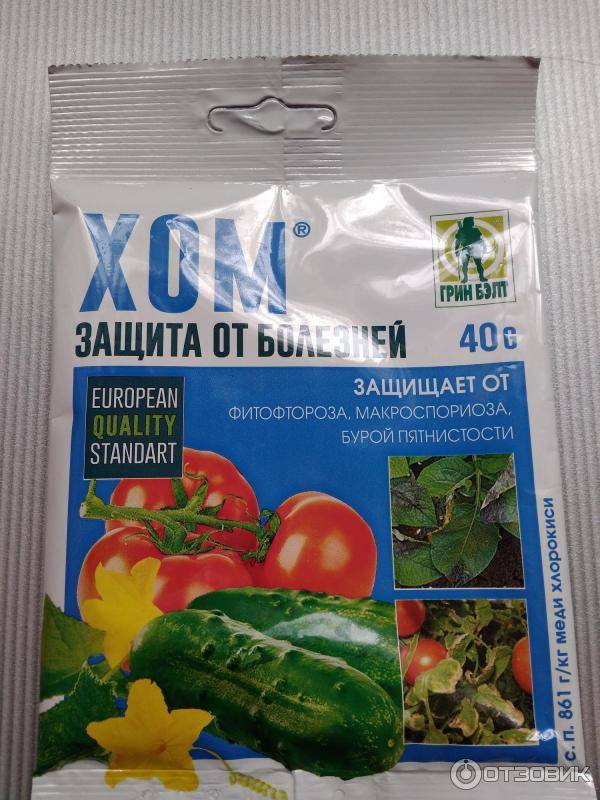 ХОМ®
ГРИН БЭЛТ
ЗАЩИТА ОТ БОЛЕЗНЕЙ
40 G
EUROPEAN
QUALITY
STANDART
ЗАЩИЩАЕТ ОТ
ФИТОФТОРОЗА, МАКРОСПОРИОЗА,
БУРОЙ ПЯТНИСТОСТИ
с. п. 861 г/кг меди хлорокиси
ОТЗОВИК